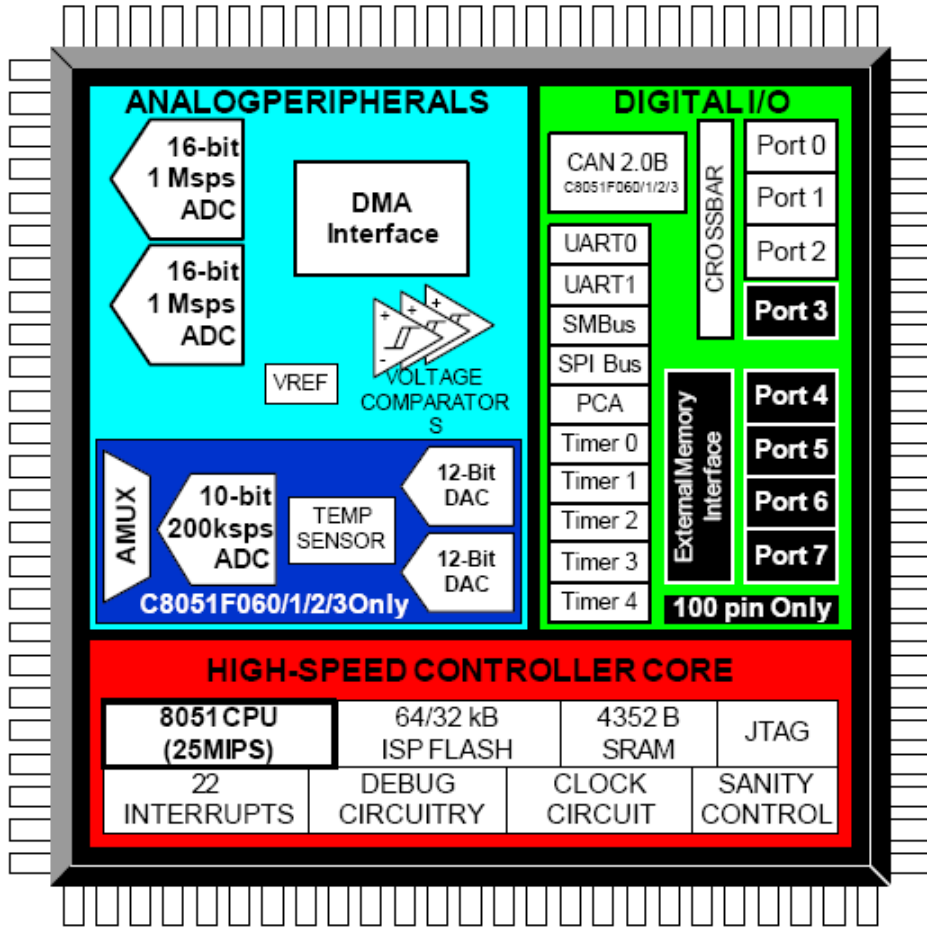 ANALOGPERIPHERALS
16-bit
1 Msps
ADC
DMA
Interface
16-bit
1 Msps
ADC
+
-
+
+
VREF
VOLTAGE
COMPARATOR
S
AMUX
10-bit
200ksps
ADC
TEMP
SENSOR
12-Bit
DAC
12-Bit
DAC
C8051F060/1/2/3Only
DIGITAL I/O
CAN 2.0B
C8051F060/1/2/3
UART0
UART1
SMBus
SPI Bus
PCA
Timer 0
Timer 1
Timer 2
Timer 3
Timer 4
CROSSBAR
Port 0
Port 1
Port 2
Port 3
External Memory
Interface
Port 4
Port 5
Port 6
Port 7
100 pin Only
HIGH-SPEED CONTROLLER CORE
8051 CPU
(25MIPS)
64/32 kB
ISP FLASH
4352 B
SRAM
JTAG
22
INTERRUPTS
DEBUG
CIRCUITRY
CLOCK
CIRCUIT
SANITY
CONTROL